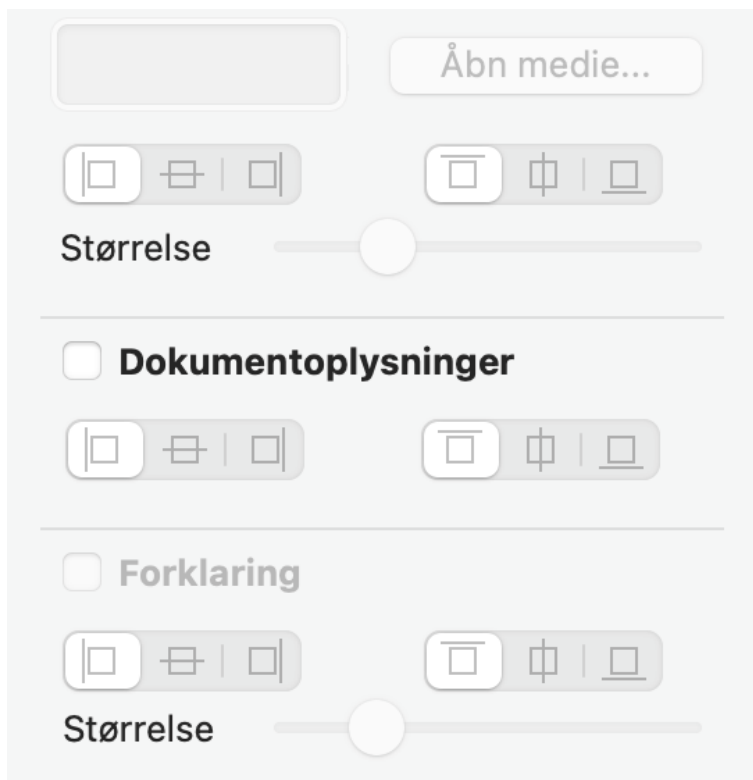 Åbn medie...
Størrelse
Dokumentoplysninger
Forklaring
Størrelse